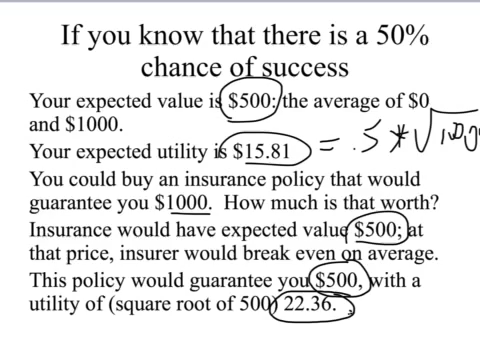 If you know that there is a 50%
chance of success
Your expected value is $500: the average of $0
and $1000.
Your expected utility is $15.81 = .5 *√1000
You could buy an insurance policy that would
guarantee you $1000. How much is that worth?
Insurance would have expected value $500; at
that price, insurer would break even on average.
This policy would guarantee you $500, with a
utility of (square root of 500) 22.36.